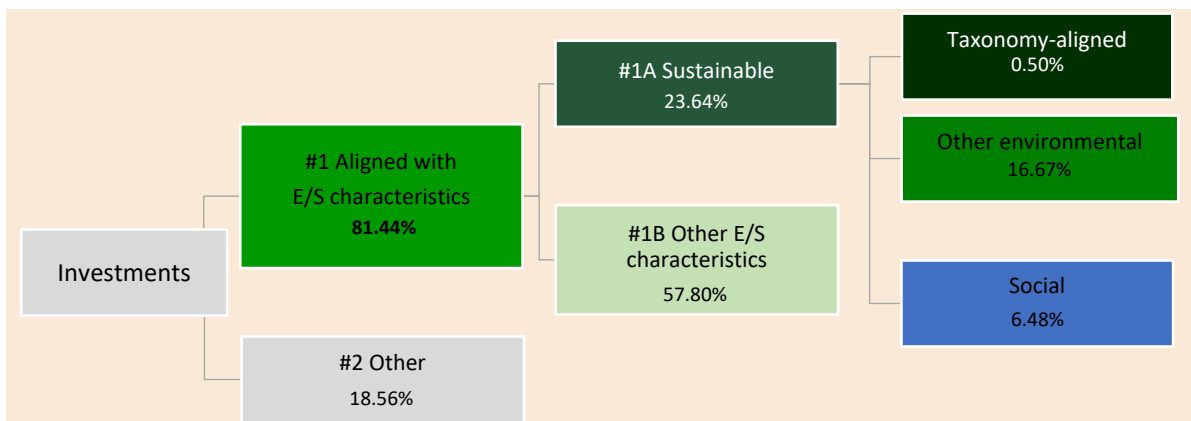 Investments
#1 Aligned with
E/S characteristics
81.44%
#2 Other
18.56%
#1A Sustainable
23.64%
#1B Other E/S
characteristics
57.80%
Taxonomy-aligned
0.50%
Other environmental
16.67%
Social
6.48%